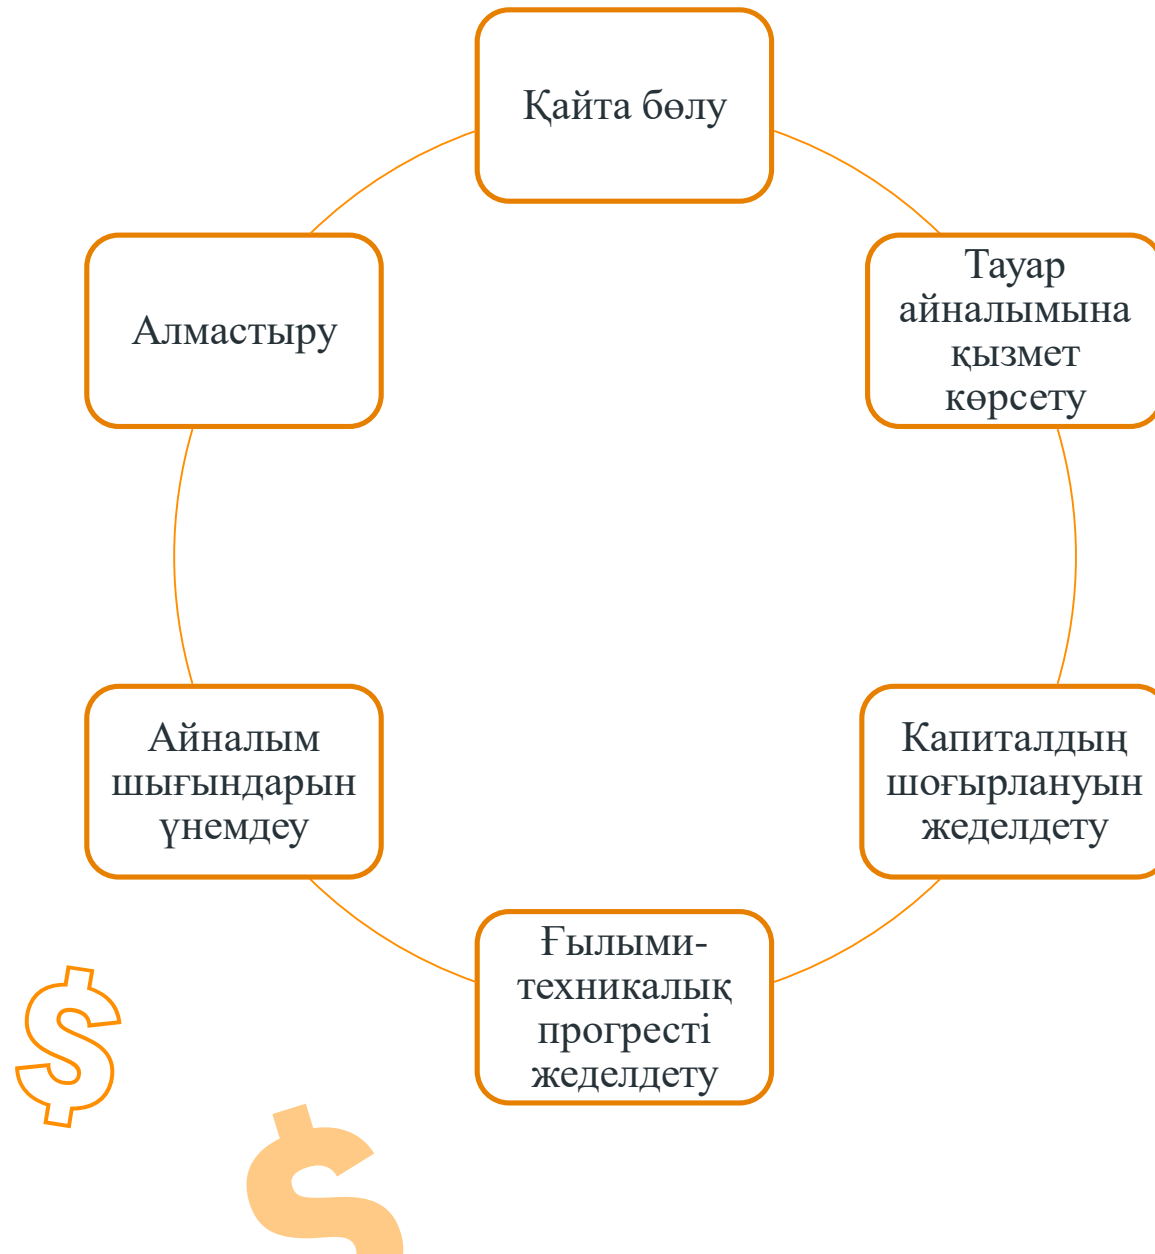 Қайта бөлу
Тауар
айналымына
қызмет
көрсету
Капиталдың
шоғырлануын
жеделдету
Ғылыми-
техникалық
прогресті
жеделдету
Айналым
шығындарын
үнемдеу
Алмастыру